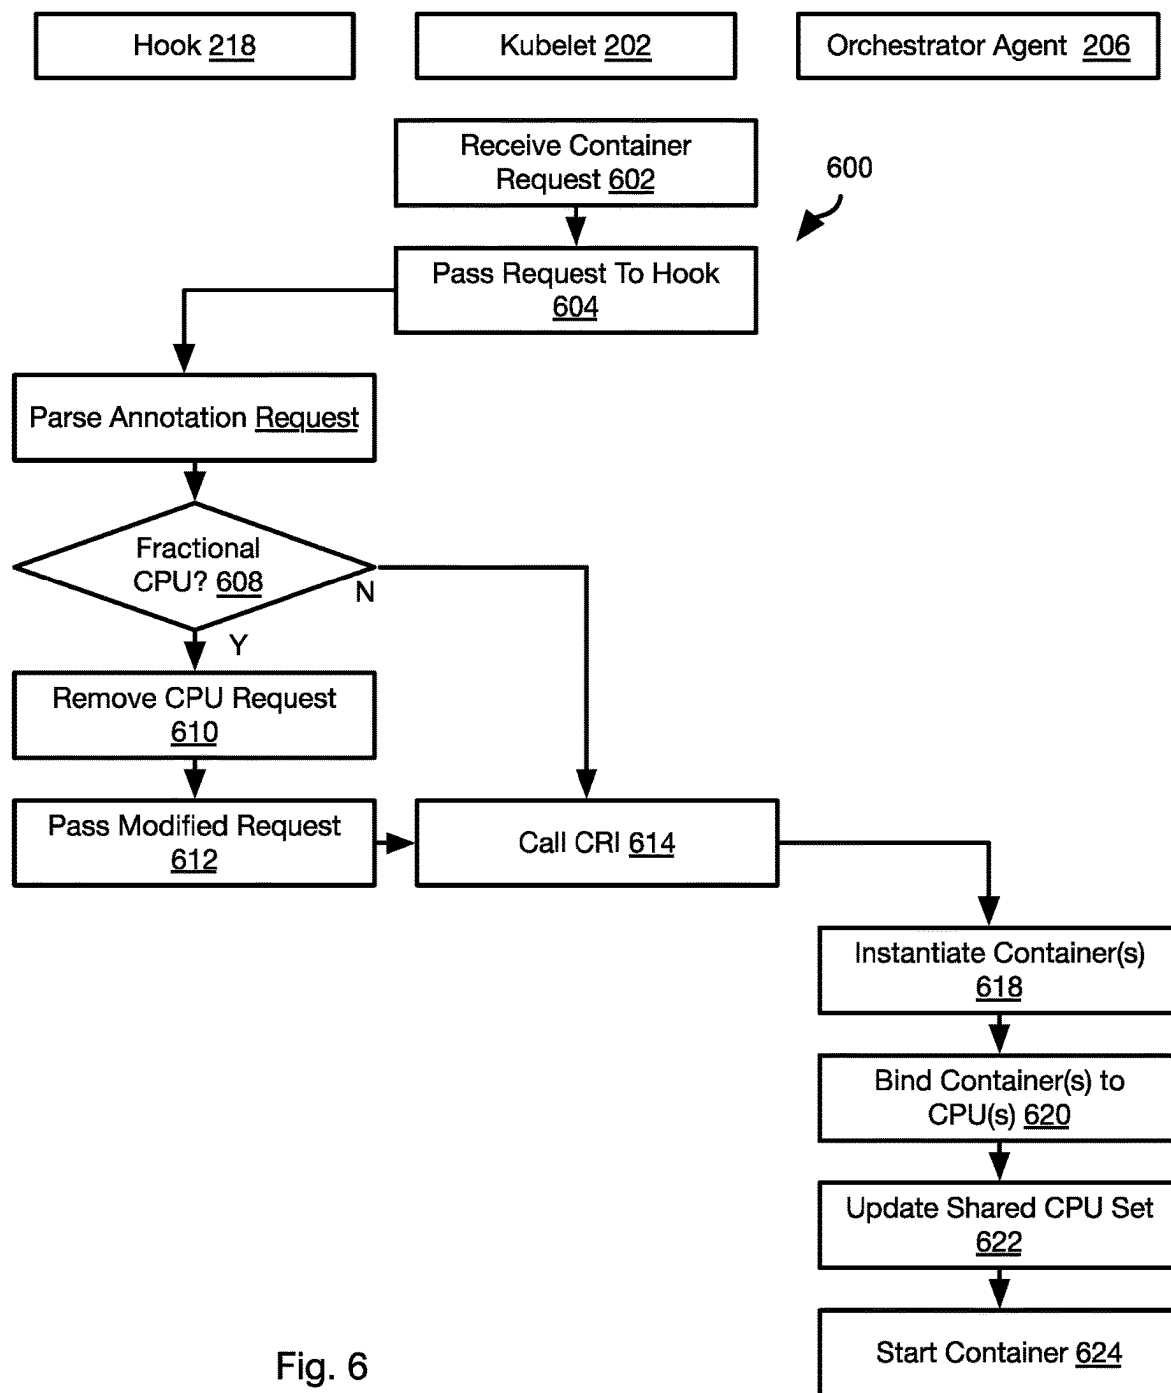 Hook 218
Kubelet 202
Orchestrator Agent 206
Receive Container
Request 602
600
Pass Request To Hook
604
Parse Annotation Request
Fractional
CPU? 608
N
Y
Remove CPU Request
610
Pass Modified Request
612
Call CRI 614
Instantiate Container(s)
618
Bind Container(s) to
CPU(s) 620
Update Shared CPU Set
622
Start Container 624
Fig. 6